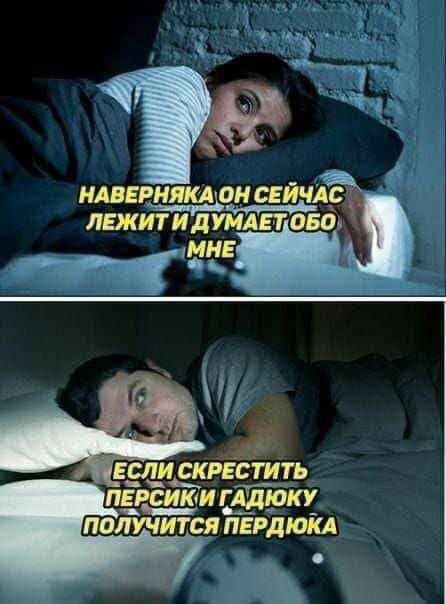 НАВЕРНЯКА ОН СЕЙЧАС
ЛЕЖИТ И ДУМАЕТ ОБО
МНЕ
ЕСЛИ СКРЕСТИТЬ
ПЕРСИК И ГАДЮКУ
ПОЛУЧИТСЯ ПЕРДЮКА